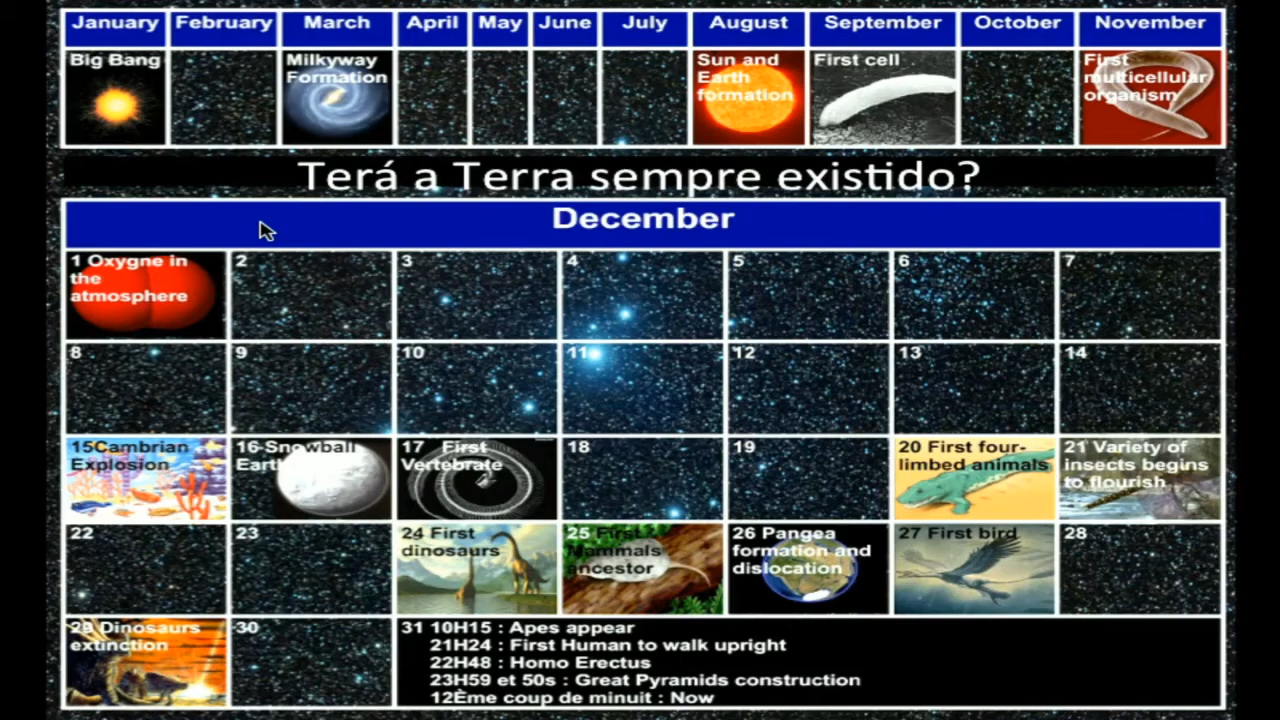 January February March April May June July August September October November
Big Bang
Milkyway
Formation
Sun and
Earth
formation
First cell
First
multicellular
organism
Terá a Terra sempre existido?
December
1 Oxygne in
the
atmosphere
2
3
4
5
6
7
8
9
10
11
12
13
14
15Cambrian
Explosion
16 Snowball
Earth
17 First
Vertebrate
18
19
20 First four-
limbed animals
21 Variety of
insects begins
to flourish
22
23
24 First
dinosaurs
25 First
Mammals
ancestor
26 Pangea
formation and
dislocation
27 First bird
28
29 Dinosaurs
extinction
30
31 10H15 : Apes appear
21H24 : First Human to walk upright
22H48 : Homo Erectus
23H59 et 50s : Great Pyramids construction
12Ème coup de minuit : Now